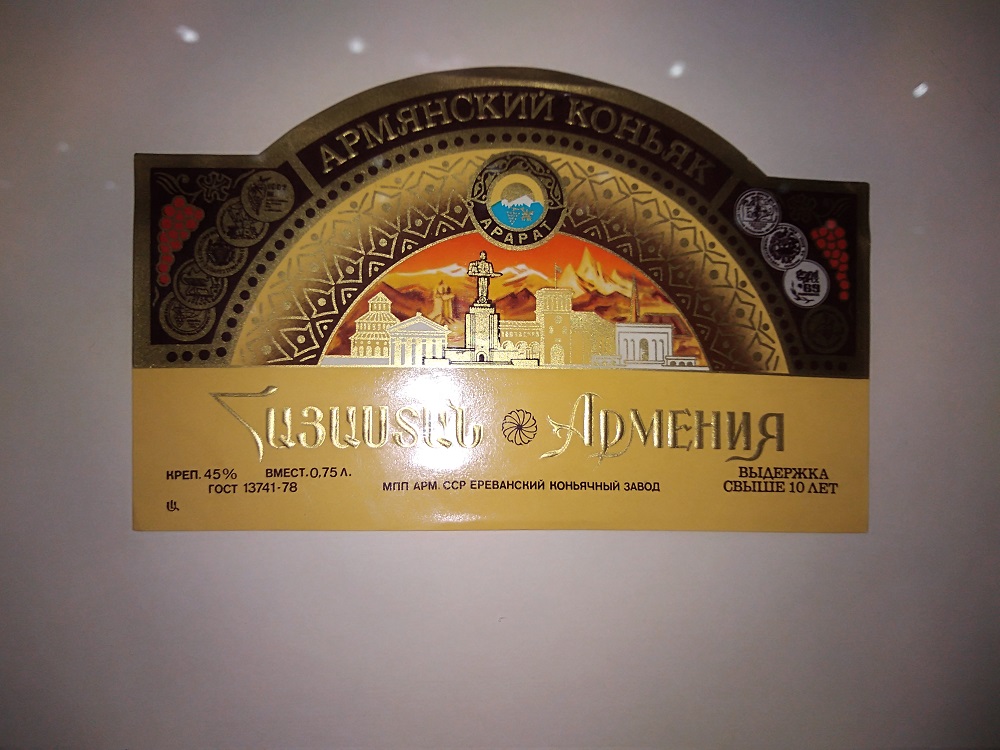 АРМЯНСКИЙ КОНЬЯК
АРАРАТ
ՀԱՅԱՍՏԱՆ АРМЕНИЯ
КРЕП. 45% ВМЕСТ. 0,75 Л.
ГОСТ 13741-78
МПП АРМ. ССР ЕРЕВАНСКИЙ КОНЬЯЧНЫЙ ЗАВОД
ВЫДЕРЖКА
СВЫШЕ 10 ЛЕТ